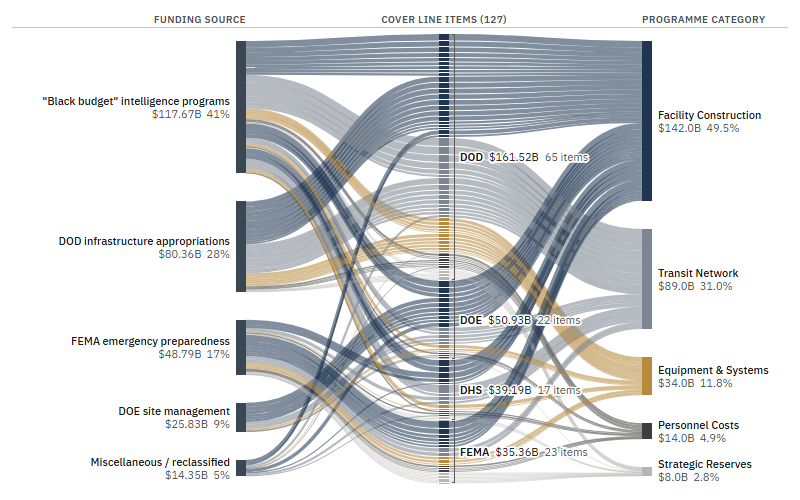 FUNDING SOURCE
COVER LINE ITEMS (127)
PROGRAMME CATEGORY
"Black budget" intelligence programs
$117.67B 41%
DOD infrastructure appropriations
$80.36B 28%
FEMA emergency preparedness
$48.79B 17%
DOE site management
$25.83B 9%
Miscellaneous / reclassified
$14.35B 5%
DOD $161.52B 65 items
DOE $50.93B 22 items
DHS $39.19B 17 items
FEMA $35.36B 23 items
Facility Construction
$142.0B 49.5%
Transit Network
$89.0B 31.0%
Equipment & Systems
$34.0B 11.8%
Personnel Costs
$14.0B 4.9%
Strategic Reserves
$8.0B 2.8%